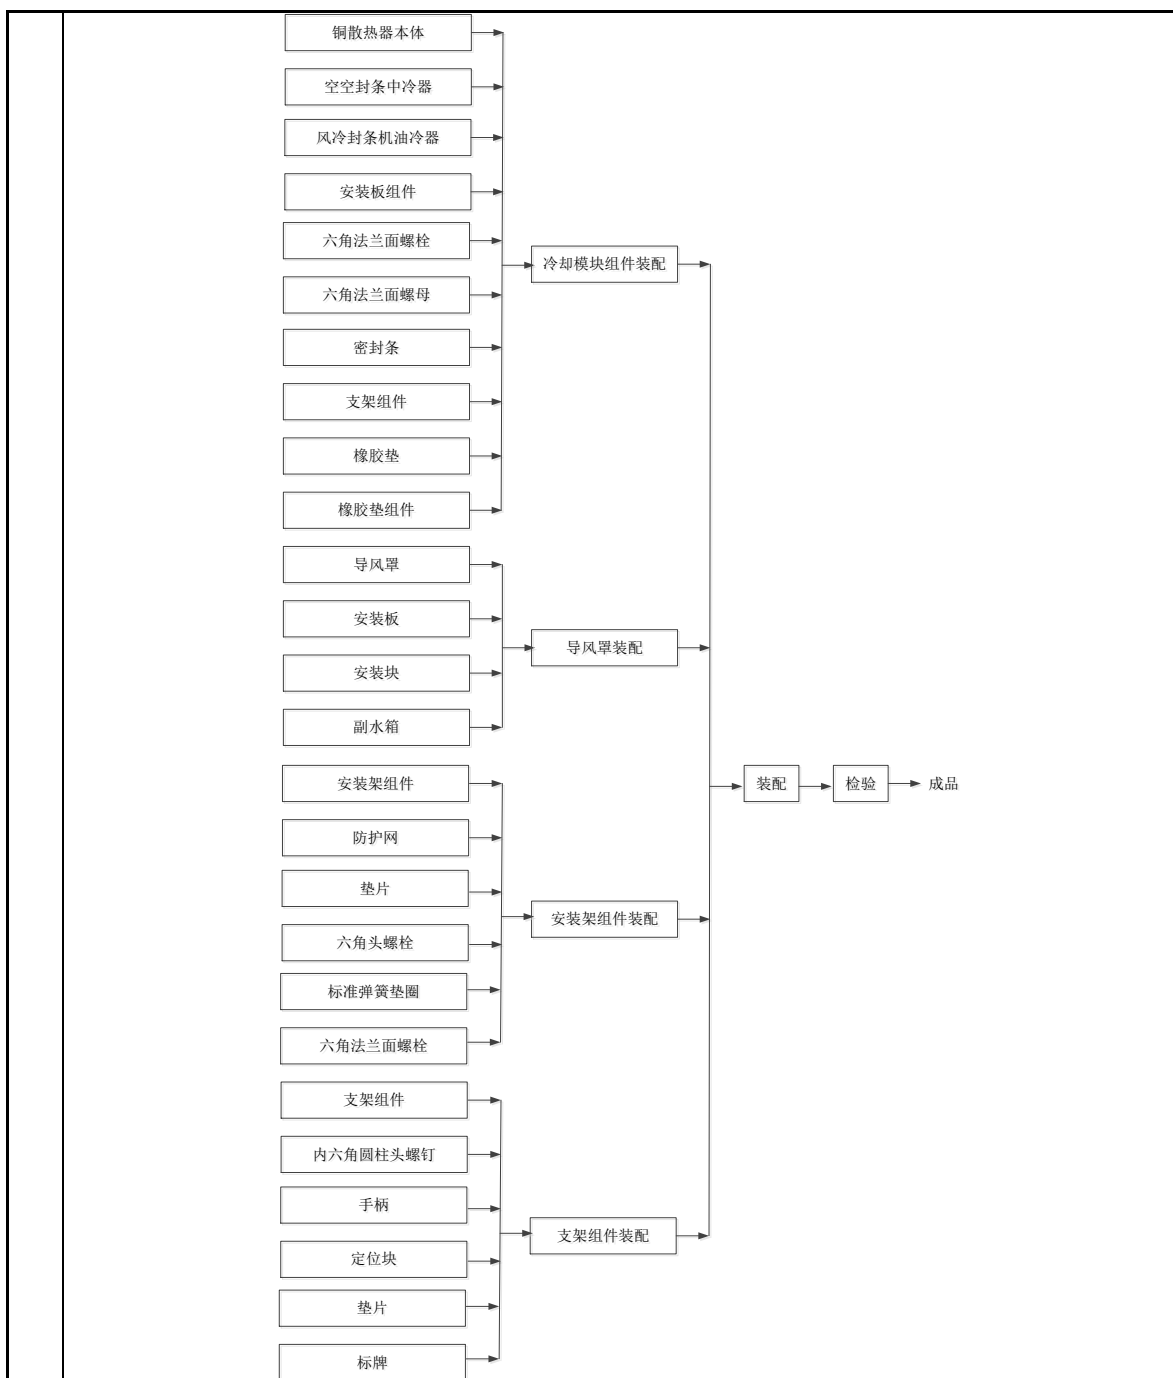 铜散热器本体
空空封条中冷器
风冷封条机油冷器
安装板组件
六角法兰面螺栓
六角法兰面螺母
密封条
支架组件
橡胶垫
橡胶垫组件
冷却模块组件装配
导风罩
安装板
安装块
副水箱
导风罩装配
安装架组件
防护网
垫片
六角头螺栓
标准弹簧垫圈
六角法兰面螺栓
安装架组件装配
支架组件
内六角圆柱头螺钉
手柄
定位块
垫片
标牌
支架组件装配
装配
检验
成品